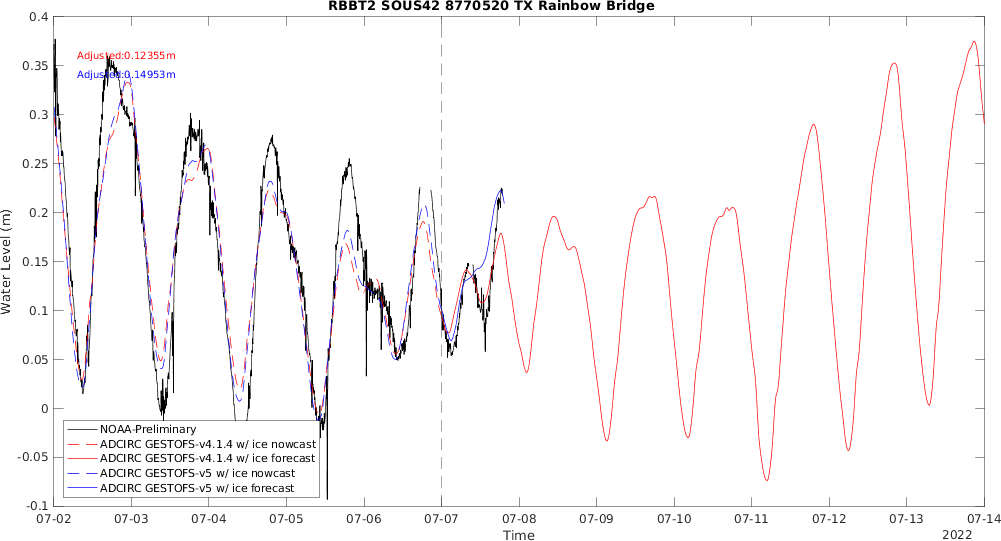 RBBT2 SOUS42 8770520 TX Rainbow Bridge
0.4
0.35
0.3
0.25
0.2
0.15
0.1
0.05
0
-0.05
-0.1
Water Level (m)
Adjusted:0.12355m
Adjusted:0.14953m
NOAA-Preliminary
ADCIRC GESTOFS-v4.1.4 w/ ice nowcast
ADCIRC GESTOFS-v4.1.4 w/ ice forecast
ADCIRC GESTOFS-v5 w/ ice nowcast
ADCIRC GESTOFS-v5 w/ ice forecast
07-02 07-03 07-04 07-05 07-06 07-07 07-08 07-09 07-10 07-11 07-12 07-13 07-14
Time
2022